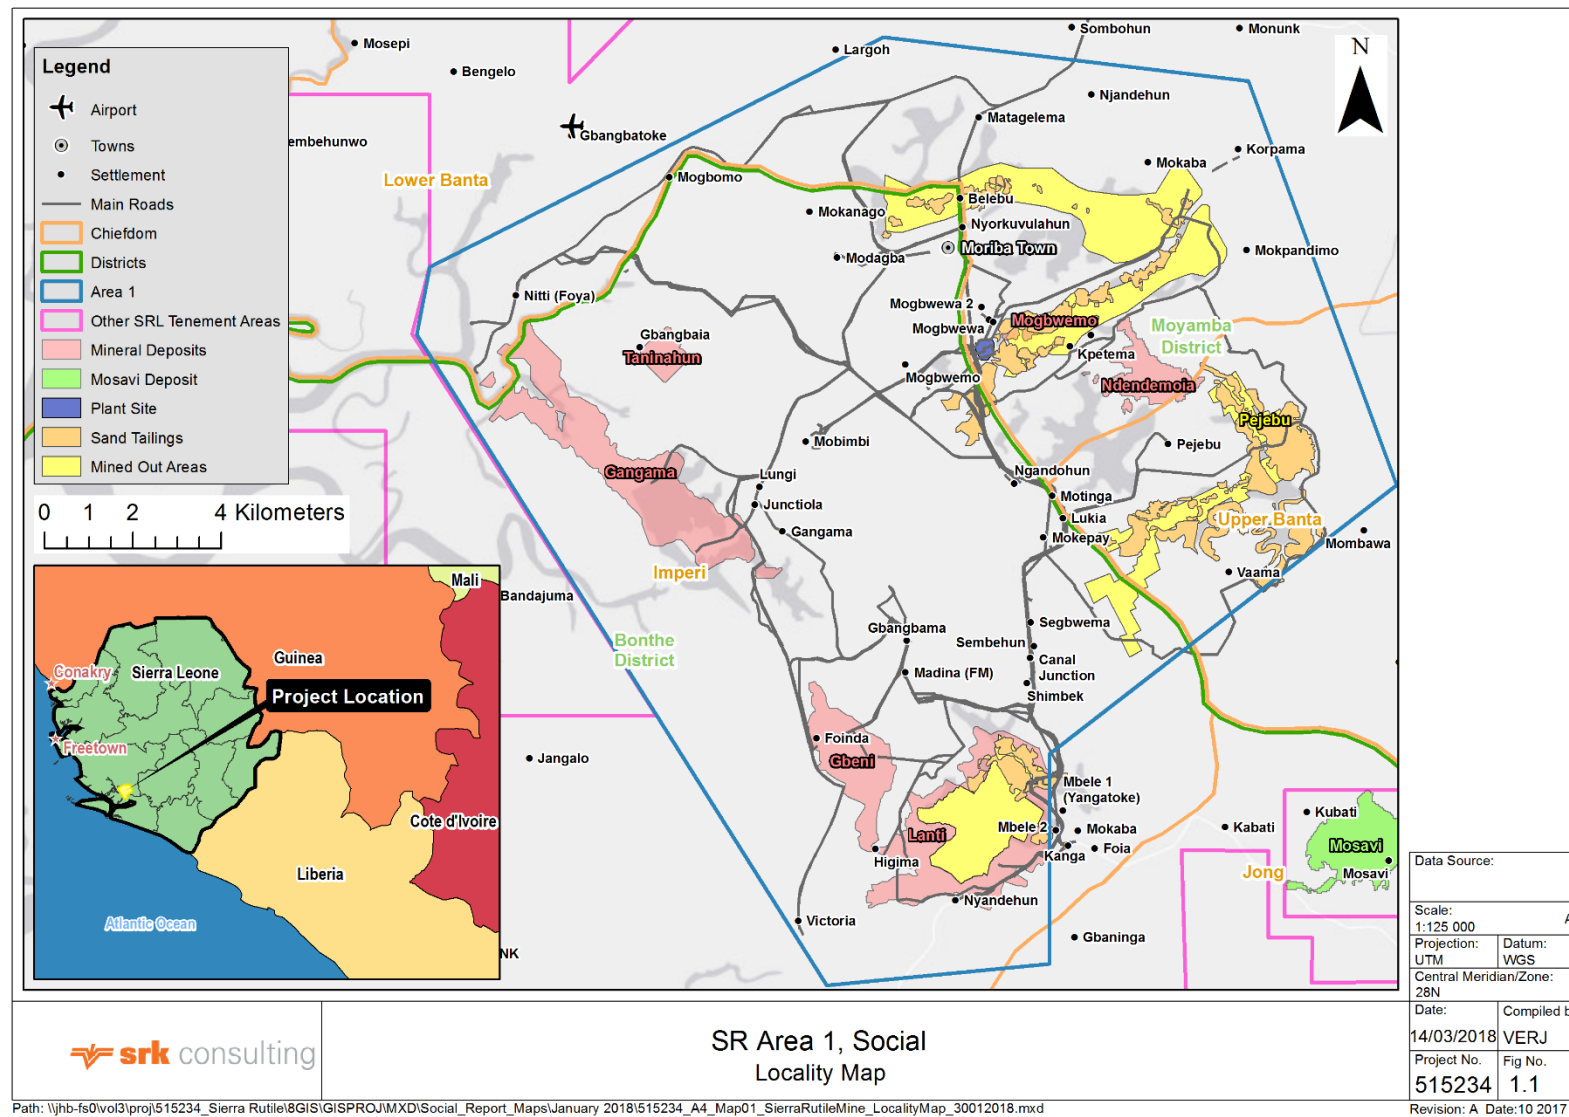 Legend
Airport
Towns
Settlement
Main Roads
Chiefdom
Districts
Area 1
Other SRL Tenement Areas
Mineral Deposits
Mosavi Deposit
Plant Site
Sand Tailings
Mined Out Areas
0 1 2 4 Kilometers
Mosepi
Bengelo
Largoh
Sombohun
Monunk
N
Njandehun
Matagelema
Gbangbatoke
embehunwo
Korpama
Mokaba
Lower Banta
Mogbomo
Belebu
Mokanago
Nyorkuvulahun
Moriba Town
Mokpandimo
Modagba
Nitti (Foya)
Mogbwewa 2
Mogbwewa
Mogbwemo
Moyamba
District
Gbangbaia
Taninahun
Kpetema
Mogbwemo
Ndendemoia
Pejebu
Mobimbi
Pejebu
Gangama
Lungi
Ngandohun
Junctiola
Motinga
Lukia
Upper Banta
Gangama
Mokepay
Mombawa
Imperi
Vaama
Bandajuma
Bonthe
District
Gbangbama
Segbwema
Sembehun
Canal
Junction
Madina (FM)
Shimbek
Foinda
Jangalo
Gbeni
Mbele 1
(Yangatoke)
Lanti
Mbele 2
Mokaba
Kabati
Kubati
Mosavi
Mosavi
Kanga
Foia
Higima
Jong
Nyandehun
Victoria
Gbaninga
NK
Mali
Guinea
Conakry
Sierra Leone
Project Location
Freetown
Cote d'Ivoire
Liberia
Atlantic Ocean
Data Source:
Scale:
1:125 000
A
Projection:
UTM
Datum:
WGS
Central Meridian/Zone:
28N
Date:
14/03/2018
Compiled b
VERJ
Project No.
515234
Fig No.
1.1
Revision: A Date:10 2017
srk consulting
SR Area 1, Social
Locality Map
Path: \\jhb-fs0\vol3\proj\515234_Sierra Rutile\8GIS\GISPROJ\MXD\Social_Report_Maps\January 2018\515234_A4_Map01_SierraRutileMine_LocalityMap_30012018.mxd